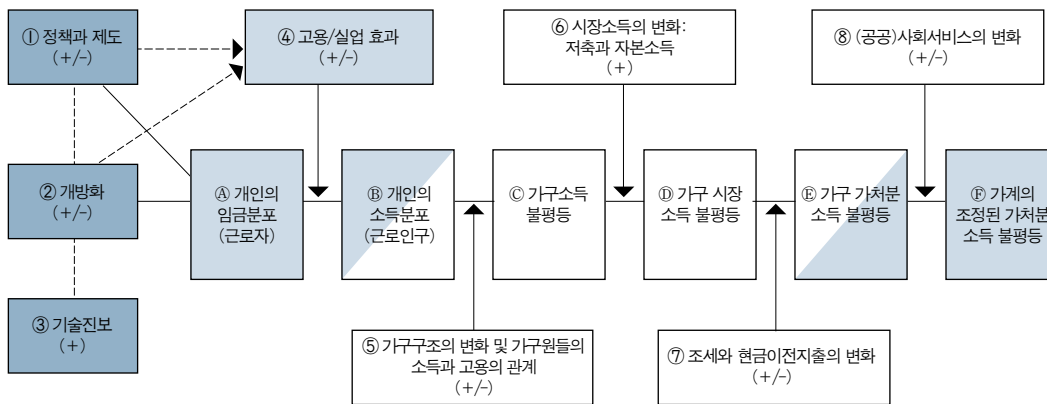 ① 정책과 제도
(+/-)
④ 고용/실업 효과
(+/-)
⑥ 시장소득의 변화:
저축과 자본소득
(+)
⑧ (공공)사회서비스의 변화
(+/-)
② 개방화
(+/-)
Ⓐ 개인의
임금분포
(근로자)
Ⓑ 개인의
소득분포
(근로인구)
Ⓒ 가구소득
불평등
Ⓓ 가구 시장
소득 불평등
Ⓔ 가구 가처분
소득 불평등
Ⓕ 가계의
조정된 가처분
소득 불평등
③ 기술진보
(+)
⑤ 가구구조의 변화 및 가구원들의
소득과 고용의 관계
(+/-)
⑦ 조세와 현금이전지출의 변화
(+/-)